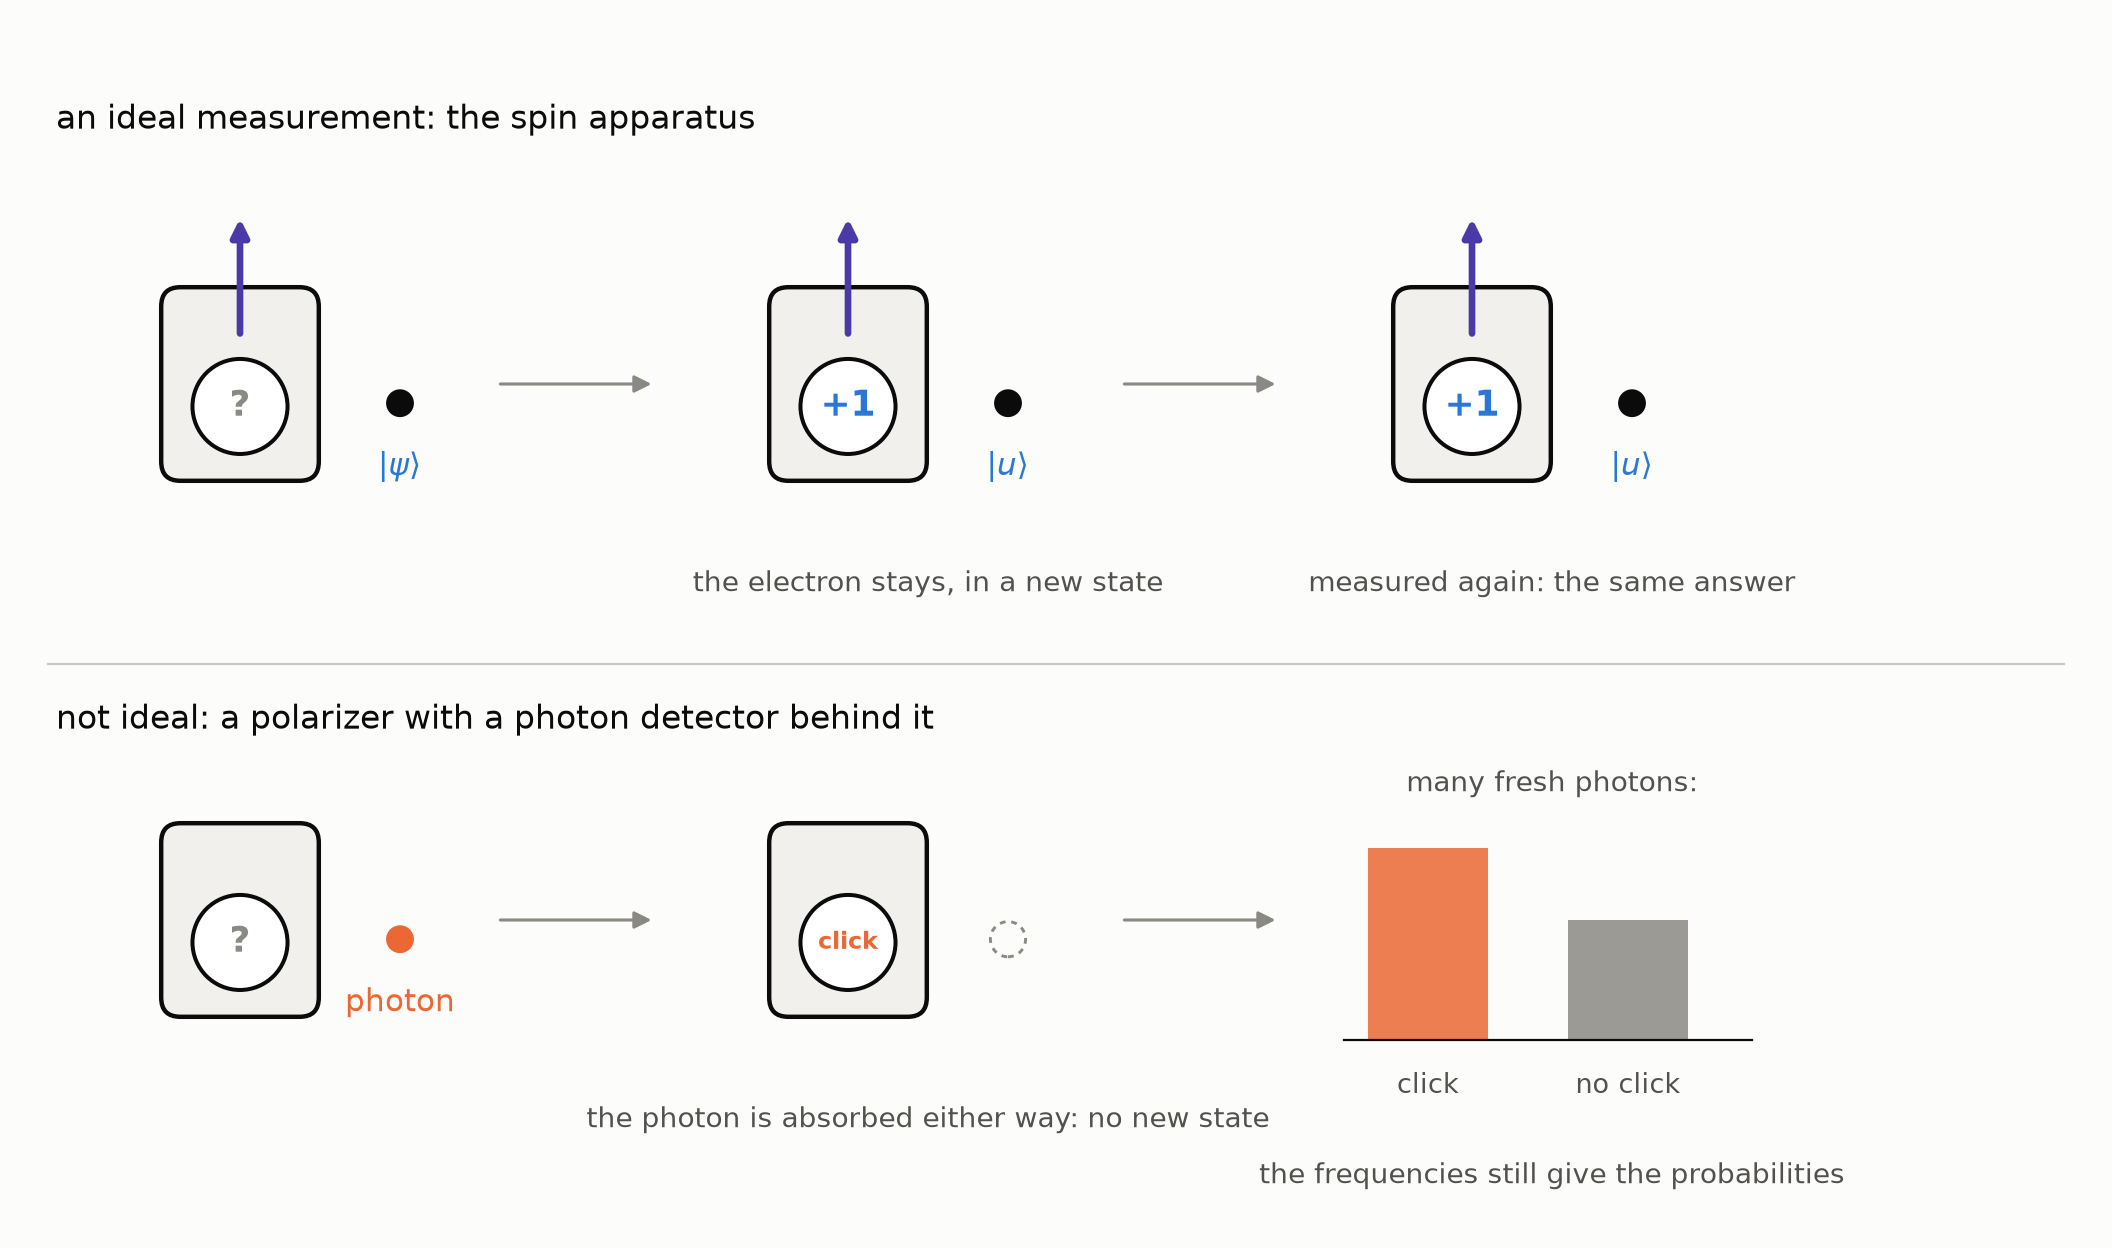 an ideal measurement: the spin apparatus
?
|ψ⟩
+1
|u⟩
+1
|u⟩
the electron stays, in a new state
measured again: the same answer
not ideal: a polarizer with a photon detector behind it
many fresh photons:
?
photon
click
click
no click
the photon is absorbed either way: no new state
the frequencies still give the probabilities